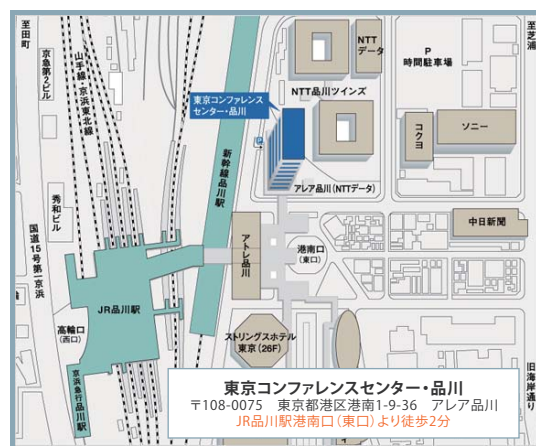 至田町
京急第2ビル
山手線・京浜東北線
新幹線品川駅
東京コンファレンス
センター・品川
NTT
データ
NTT品川ツインズ
P
時間駐車場
至芝浦
コクヨ
ソニー
アレア品川(NTTデータ)
秀和ビル
国道15号第一京浜
アトレ品川
港南口
(東口)
中日新聞
JR品川駅
高輪口
(西口)
京浜急行品川駅
ストリングスホテル
東京(26F)
旧海岸通り
東京コンファレンスセンター・品川
〒108-0075 東京都港区港南1-9-36 アレア品川
JR品川駅港南口(東口)より徒歩2分